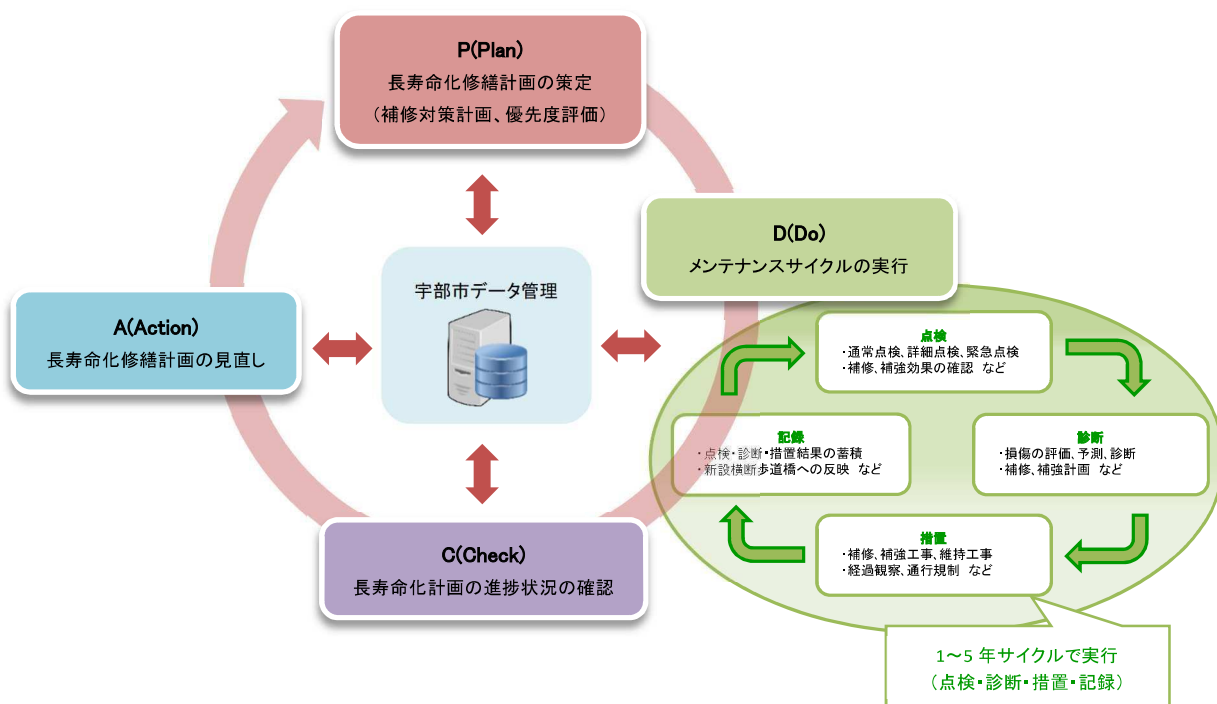 P(Plan)
長寿命化修繕計画の策定
（補修対策計画、優先度評価）
D(Do)
メンテナンスサイクルの実行
宇部市データ管理
A(Action)
長寿命化修繕計画の見直し
点検
・通常点検、詳細点検、緊急点検
・補修、補強効果の確認　など
記録
・点検・診断・措置結果の蓄積
・新設横断歩道橋への反映　など
診断
・損傷の評価、予測、診断
・補修、補強計画　など
措置
・補修、補強工事、維持工事
・経過観察、通行規制　など
C(Check)
長寿命化計画の進捗状況の確認
1～5 年サイクルで実行
（点検・診断・措置・記録）